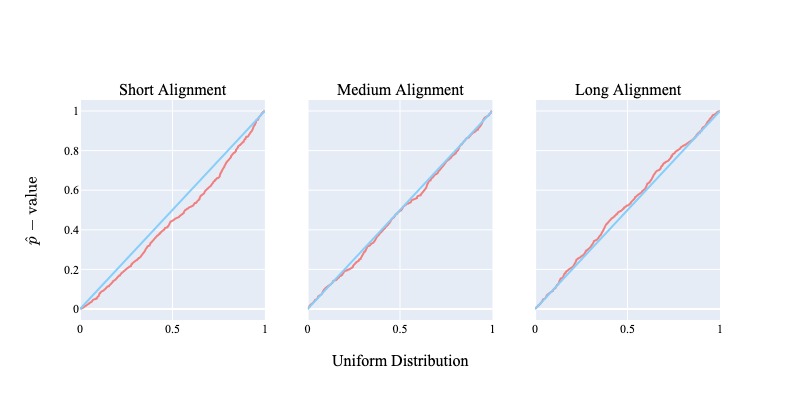 Short Alignment
Medium Alignment
Long Alignment
p̂ − value
1
0.8
0.6
0.4
0.2
0
0 0.5 1
0 0.5 1
0 0.5 1
Uniform Distribution